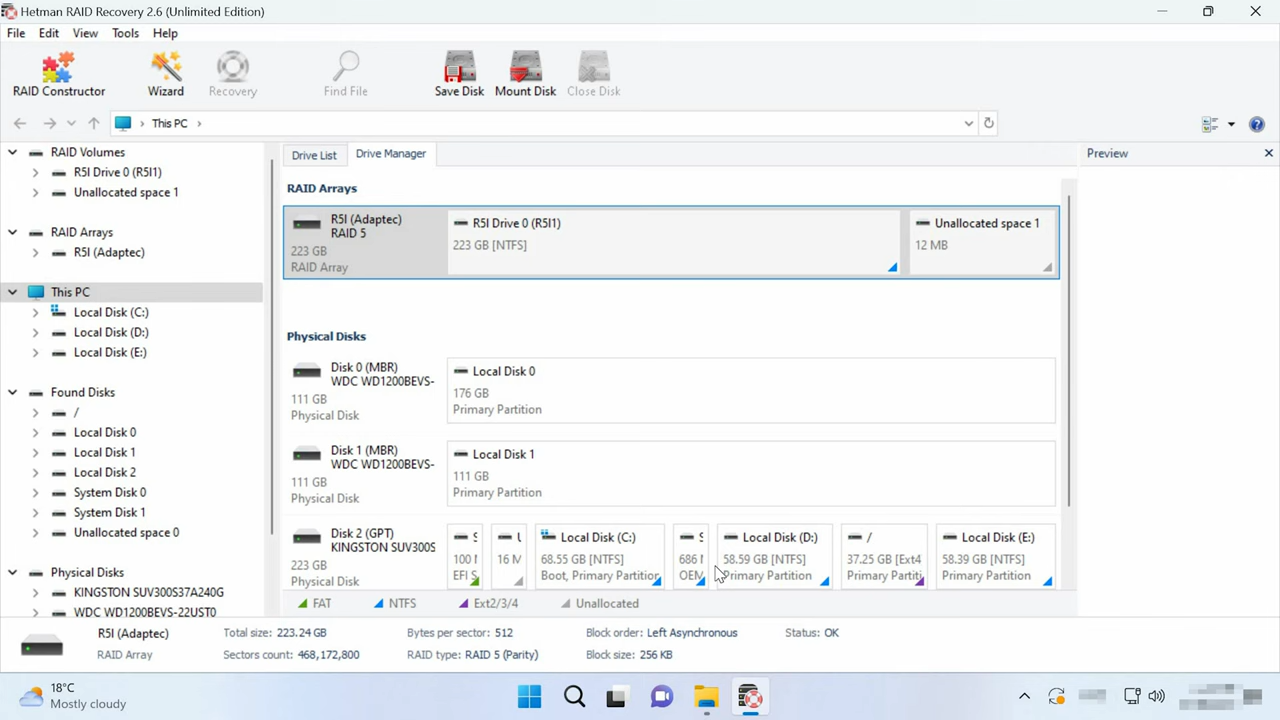 Hetman RAID Recovery 2.6 (Unlimited Edition)
File Edit View Tools Help
RAID Constructor Wizard Recovery Find File Save Disk Mount Disk Close Disk
This PC
RAID Volumes
R5I Drive 0 (R5I1)
Unallocated space 1
RAID Arrays
R5I (Adaptec)
This PC
Local Disk (C:)
Local Disk (D:)
Local Disk (E:)
Found Disks
/
Local Disk 0
Local Disk 1
Local Disk 2
System Disk 0
System Disk 1
Unallocated space 0
Physical Disks
KINGSTON SUV300S37A240G
WDC WD1200BEVS-22UST0
Drive List Drive Manager
RAID Arrays
R5I (Adaptec)
RAID 5
223 GB
RAID Array
R5I Drive 0 (R5I1)
223 GB [NTFS]
Unallocated space 1
12 MB
Physical Disks
Disk 0 (MBR)
WDC WD1200BEVS-
111 GB
Physical Disk
Local Disk 0
176 GB
Primary Partition
Disk 1 (MBR)
WDC WD1200BEVS-
111 GB
Physical Disk
Local Disk 1
111 GB
Primary Partition
Disk 2 (GPT)
KINGSTON SUV300S
223 GB
Physical Disk
S
100
EFI S
16 M
Local Disk (C:)
68.55 GB [NTFS]
Boot, Primary Partition
S
686
OEM
Local Disk (D:)
58.59 GB [NTFS]
Primary Partition
/
37.25 GB [Ext4
Primary Partiti
Local Disk (E:)
58.39 GB [NTFS]
Primary Partition
FAT NTFS Ext2/3/4 Unallocated
Preview
R5I (Adaptec)
RAID Array
Total size: 223.24 GB
Sectors count: 468,172,800
Bytes per sector: 512
RAID type: RAID 5 (Parity)
Block order: Left Asynchronous
Block size: 256 KB
Status: OK
18°C
Mostly cloudy